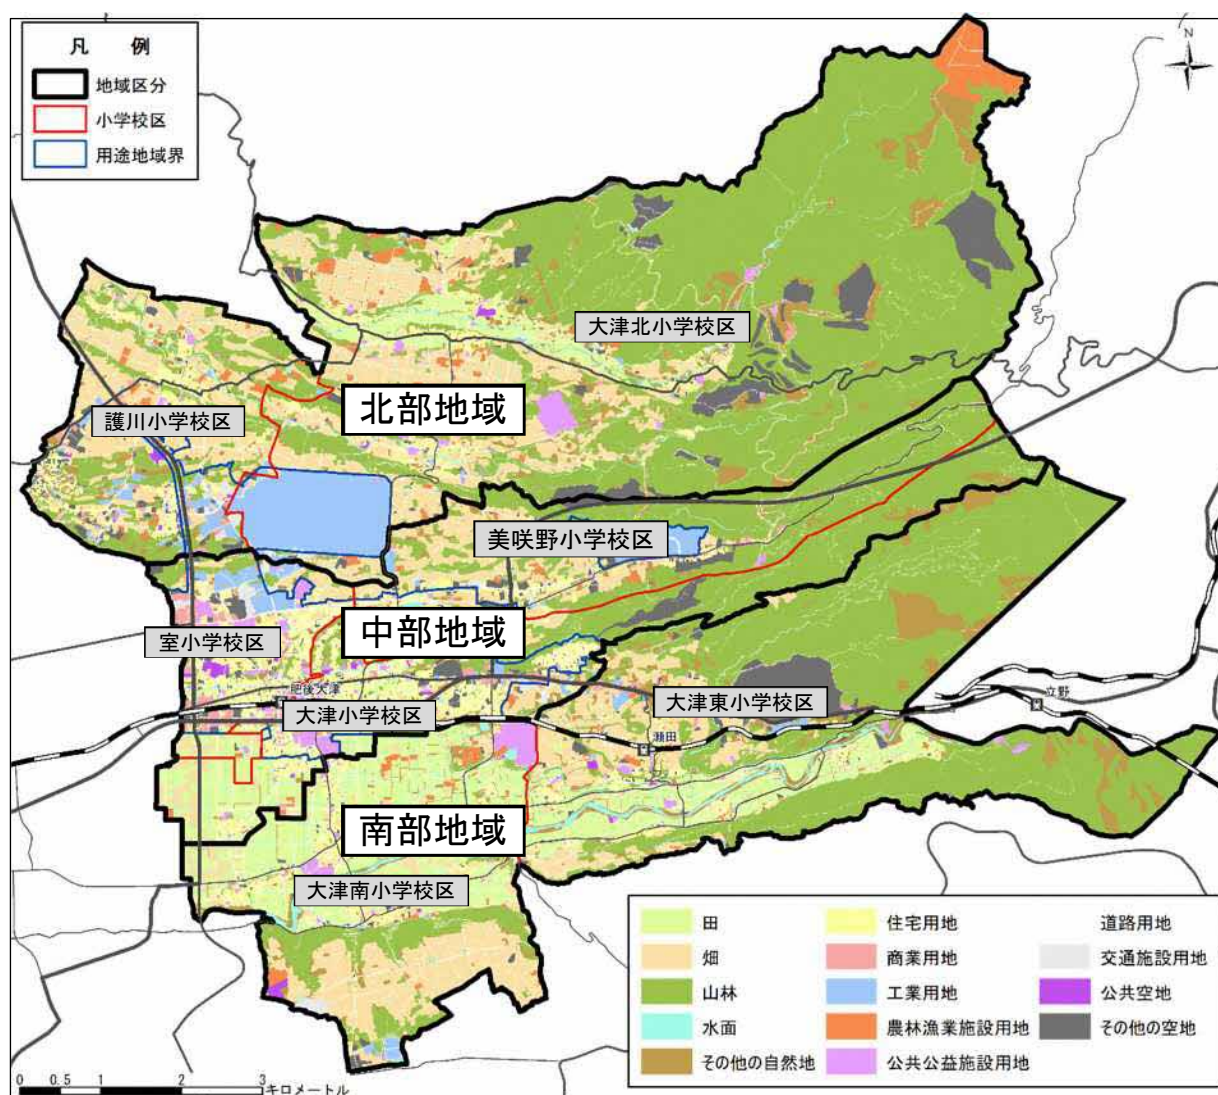 凡 例
地域区分
小学校区
用途地域界
N
大津北小学校区
北部地域
護川小学校区
美咲野小学校区
中部地域
室小学校区
肥後大津
大津小学校区
大津東小学校区
立野
瀬田
南部地域
大津南小学校区
田
住宅用地
道路用地
畑
商業用地
交通施設用地
山林
工業用地
公共空地
水面
農林漁業施設用地
その他の空地
その他の自然地
公共公益施設用地
0 0.5 1 2 3
キロメートル